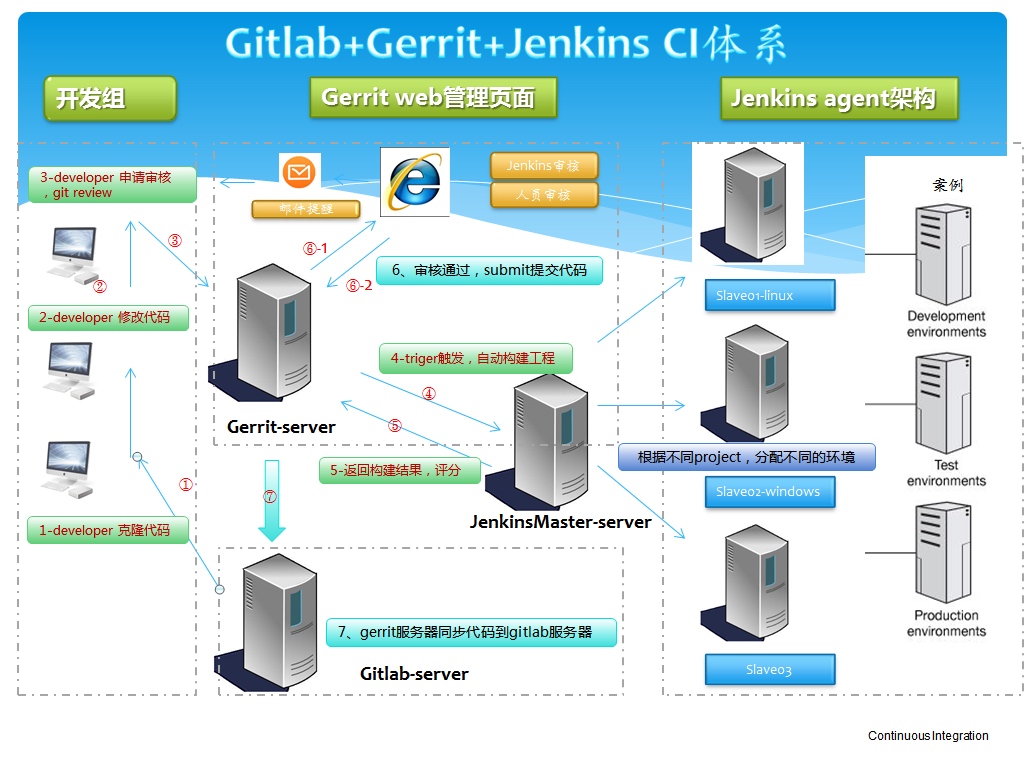 Gitlab+Gerrit+Jenkins CI体系
开发组
Gerrit web管理页面
Jenkins agent架构
3-developer 申请审核
，git review
③
②
2-developer 修改代码
①
1-developer 克隆代码
邮件提醒
Jenkins审核
人员审核
⑥-1
⑥-2
6、审核通过，submit提交代码
4-triger触发，自动构建工程
④
⑤
Gerrit-server
5-返回构建结果，评分
⑦
JenkinsMaster-server
7、gerrit服务器同步代码到gitlab服务器
Gitlab-server
Slave01-linux
根据不同project，分配不同的环境
Slave02-windows
Slave03
案例
Development
environments
Test
environments
Production
environments
Continuous Integration